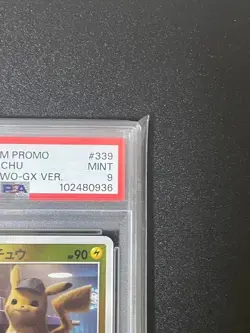 M PROMO #339
CHU MINT
WO-GX VER. 9
PSA 102480936
チュウ HP90